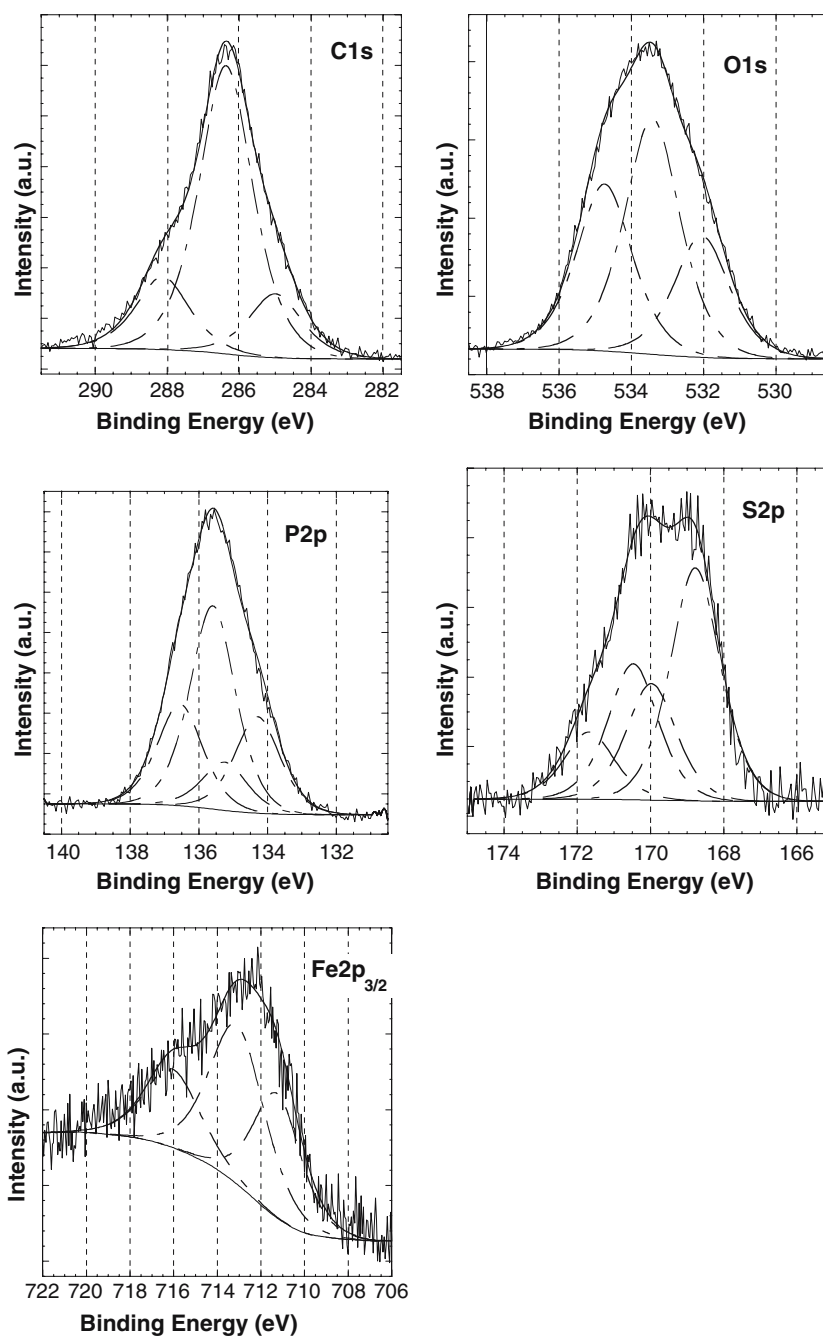 C1s
Intensity (a.u.)
290 288 286 284 282
Binding Energy (eV)
O1s
Intensity (a.u.)
538 536 534 532 530
Binding Energy (eV)
P2p
Intensity (a.u.)
140 138 136 134 132
Binding Energy (eV)
S2p
Intensity (a.u.)
174 172 170 168 166
Binding Energy (eV)
Fe2p3/2
Intensity (a.u.)
722 720 718 716 714 712 710 708 706
Binding Energy (eV)